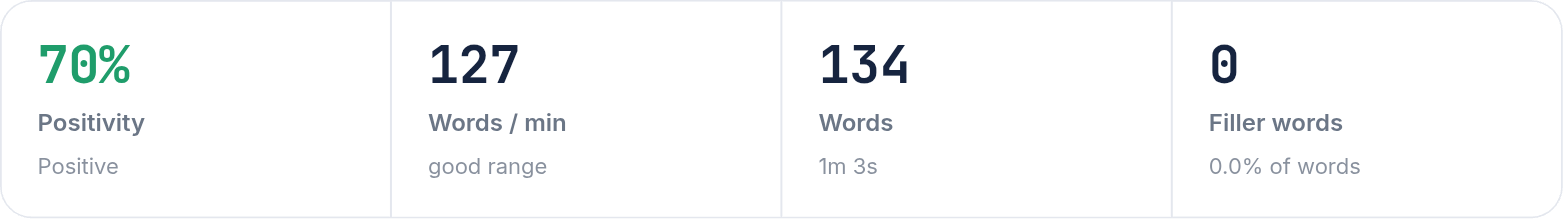 70% 127 134 0
Positivity Words / min Words Filler words
Positive good range 1m 3s 0.0% of words